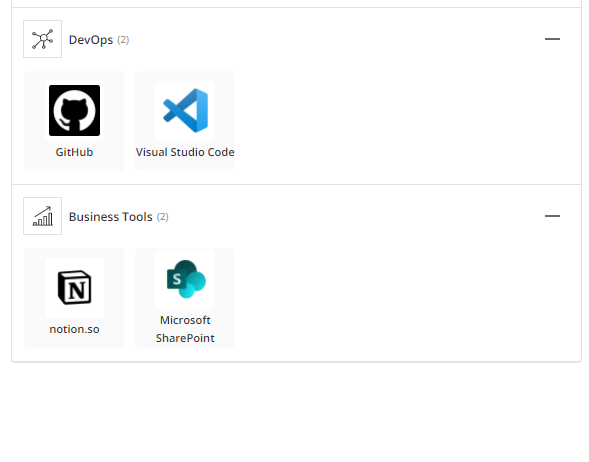 DevOps (2)
GitHub
Visual Studio Code
Business Tools (2)
N
notion.so
S
Microsoft
SharePoint